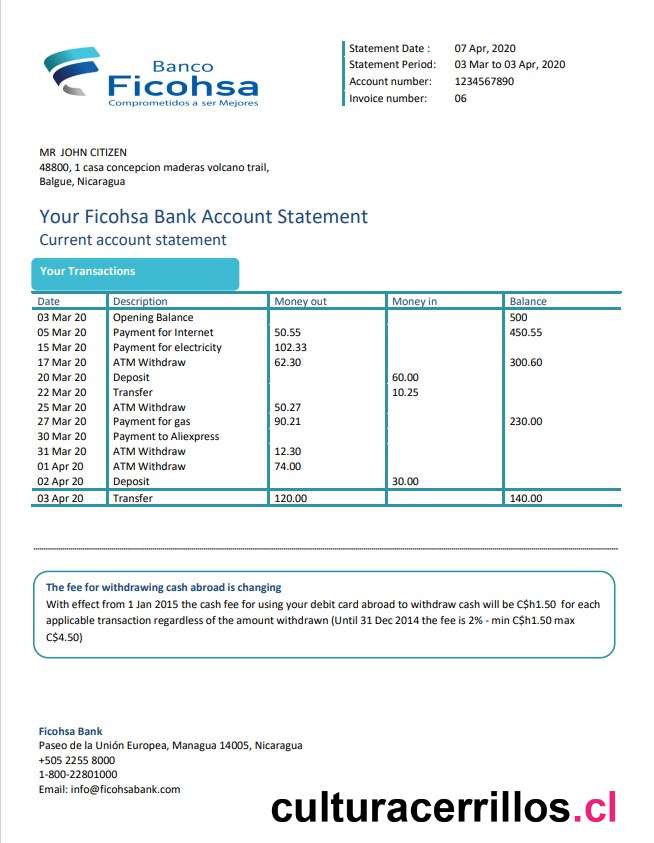 Banco
Ficohsa
Comprometidos a ser Mejores
Statement Date : 07 Apr, 2020
Statement Period: 03 Mar to 03 Apr, 2020
Account number: 1234567890
Invoice number: 06
MR JOHN CITIZEN
48800, 1 casa concepcion maderas volcano trail,
Balgue, Nicaragua
Your Ficohsa Bank Account Statement
Current account statement
Your Transactions
Date Description Money out Money in Balance
03 Mar 20 Opening Balance 500
05 Mar 20 Payment for Internet 50.55 450.55
15 Mar 20 Payment for electricity 102.33
17 Mar 20 ATM Withdraw 62.30 300.60
20 Mar 20 Deposit 60.00
22 Mar 20 Transfer 10.25
25 Mar 20 ATM Withdraw 50.27
27 Mar 20 Payment for gas 90.21 230.00
30 Mar 20 Payment to Aliexpress
31 Mar 20 ATM Withdraw 12.30
01 Apr 20 ATM Withdraw 74.00
02 Apr 20 Deposit 30.00
03 Apr 20 Transfer 120.00 140.00
The fee for withdrawing cash abroad is changing
With effect from 1 Jan 2015 the cash fee for using your debit card abroad to withdraw cash will be C$h1.50 for each
applicable transaction regardless of the amount withdrawn (Until 31 Dec 2014 the fee is 2% - min C$h1.50 max
C$4.50)
Ficohsa Bank
Paseo de la Unión Europea, Managua 14005, Nicaragua
+505 2255 8000
1-800-22801000
Email: info@ficohsabank.com
culturacerrillos.cl